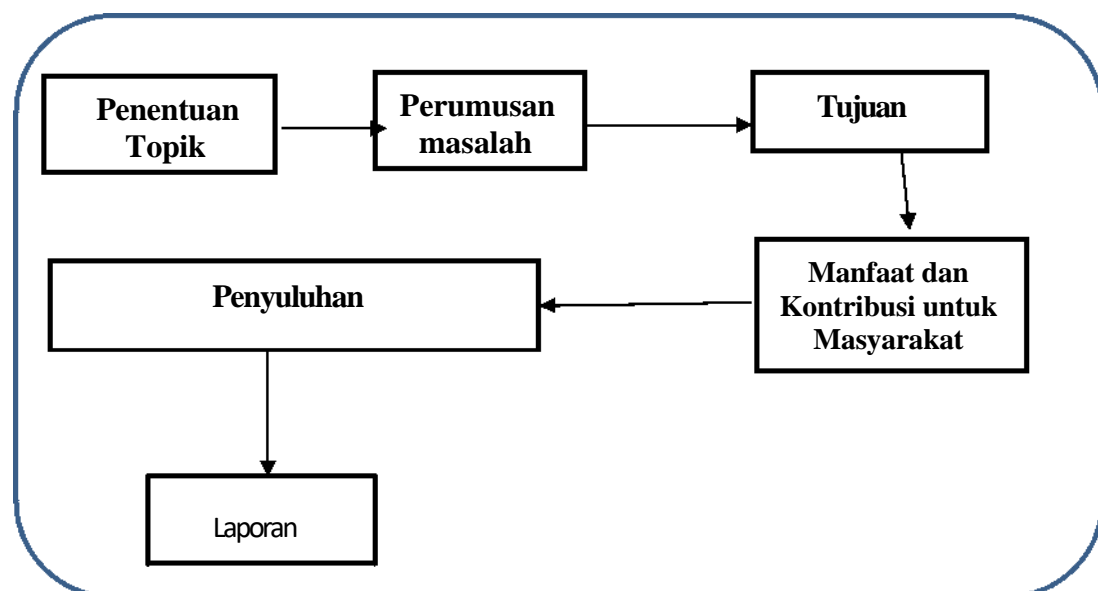 Penentuan
Topik
Perumusan
masalah
Tujuan
Manfaat dan
Kontribusi untuk
Masyarakat
Penyuluhan
Laporan